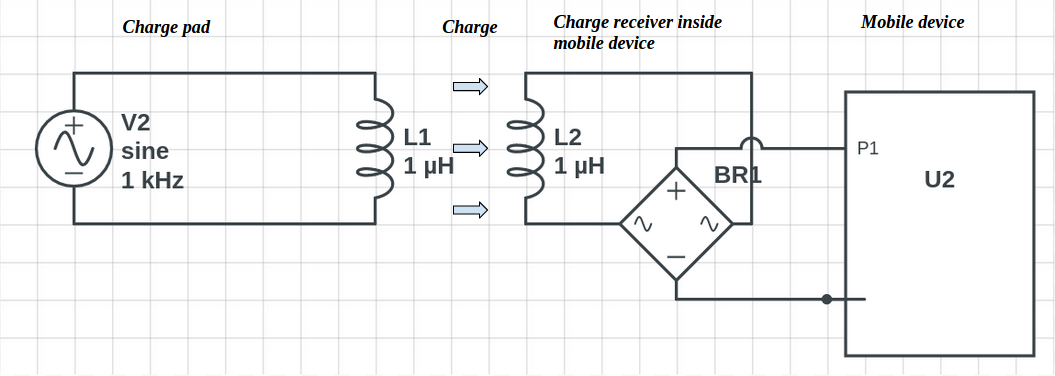 Charge pad
Charge
Charge receiver inside
mobile device
Mobile device
V2
sine
1 kHz
L1
1 µH
L2
1 µH
BR1
P1
U2